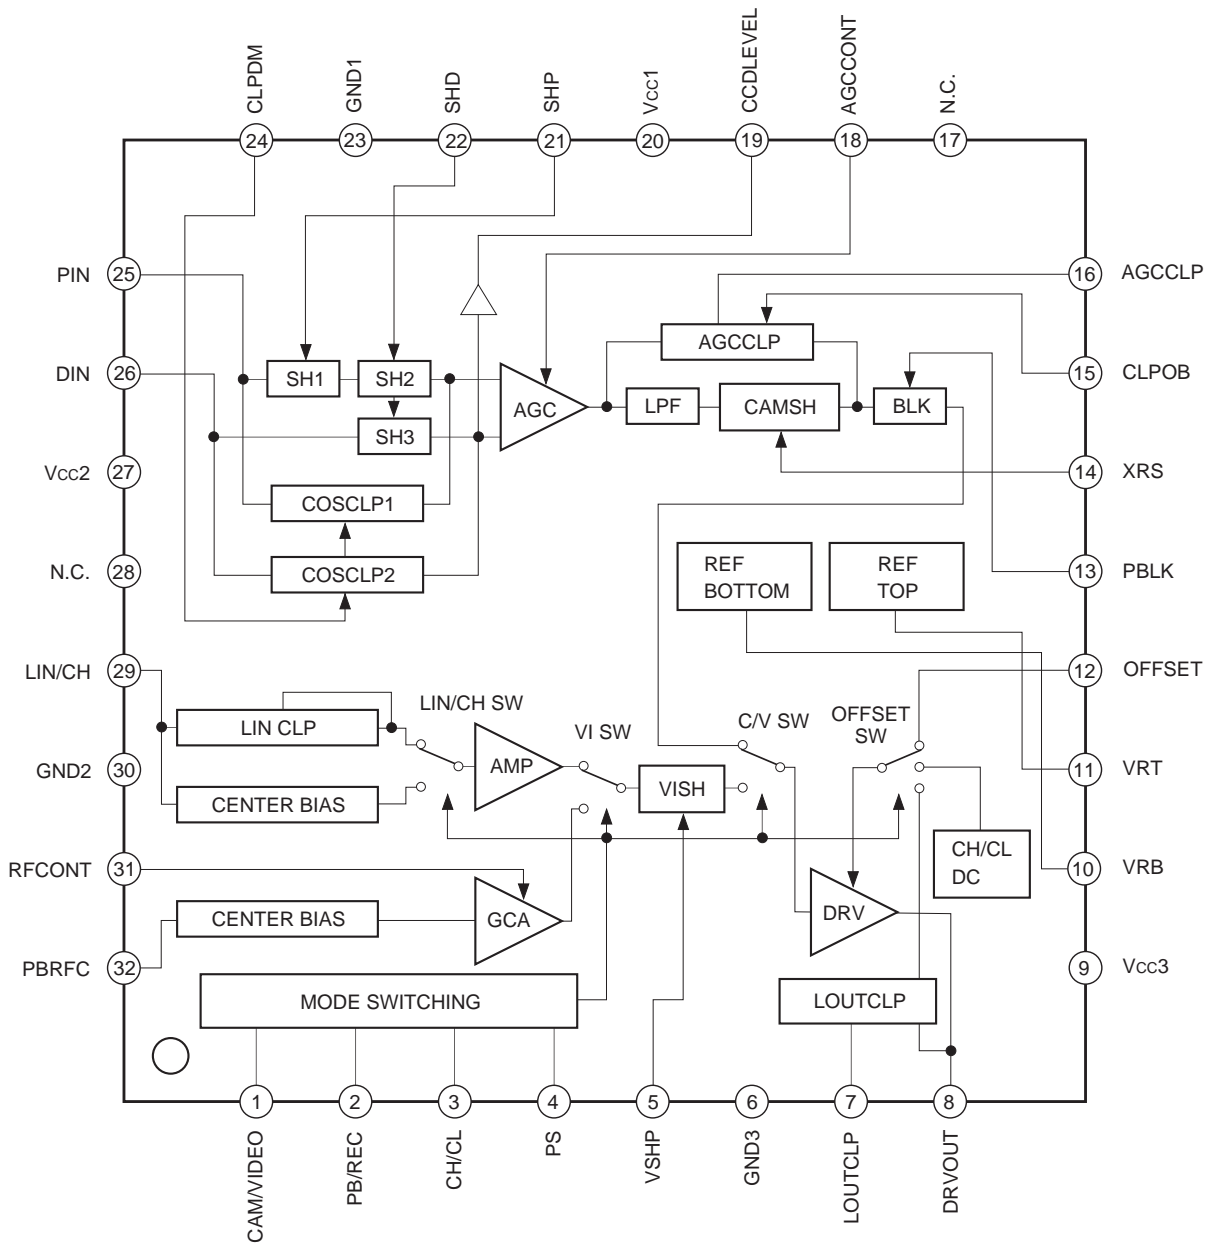 CLPDM
GND1
SHD
SHP
Vcc1
CCDLEVEL
AGCCONT
N.C.
24
23
22
21
20
19
18
17
PIN
25
16
AGCCLP
AGCCLP
DIN
26
SH1
SH2
AGC
LPF
CAMSH
BLK
15
CLPOB
SH3
Vcc2
27
14
XRS
COSCLP1
N.C.
28
COSCLP2
REF
BOTTOM
REF
TOP
13
PBLK
LIN/CH
29
12
OFFSET
LIN CLP
LIN/CH SW
VI SW
C/V SW
OFFSET
SW
GND2
30
AMP
11
VRT
CENTER BIAS
VISH
RFCONT
31
CH/CL
DC
10
VRB
CENTER BIAS
GCA
DRV
PBRFC
32
9
Vcc3
MODE SWITCHING
LOUTCLP
1
2
3
4
5
6
7
8
CAM/VIDEO
PB/REC
CH/CL
PS
VSHP
GND3
LOUTCLP
DRVOUT